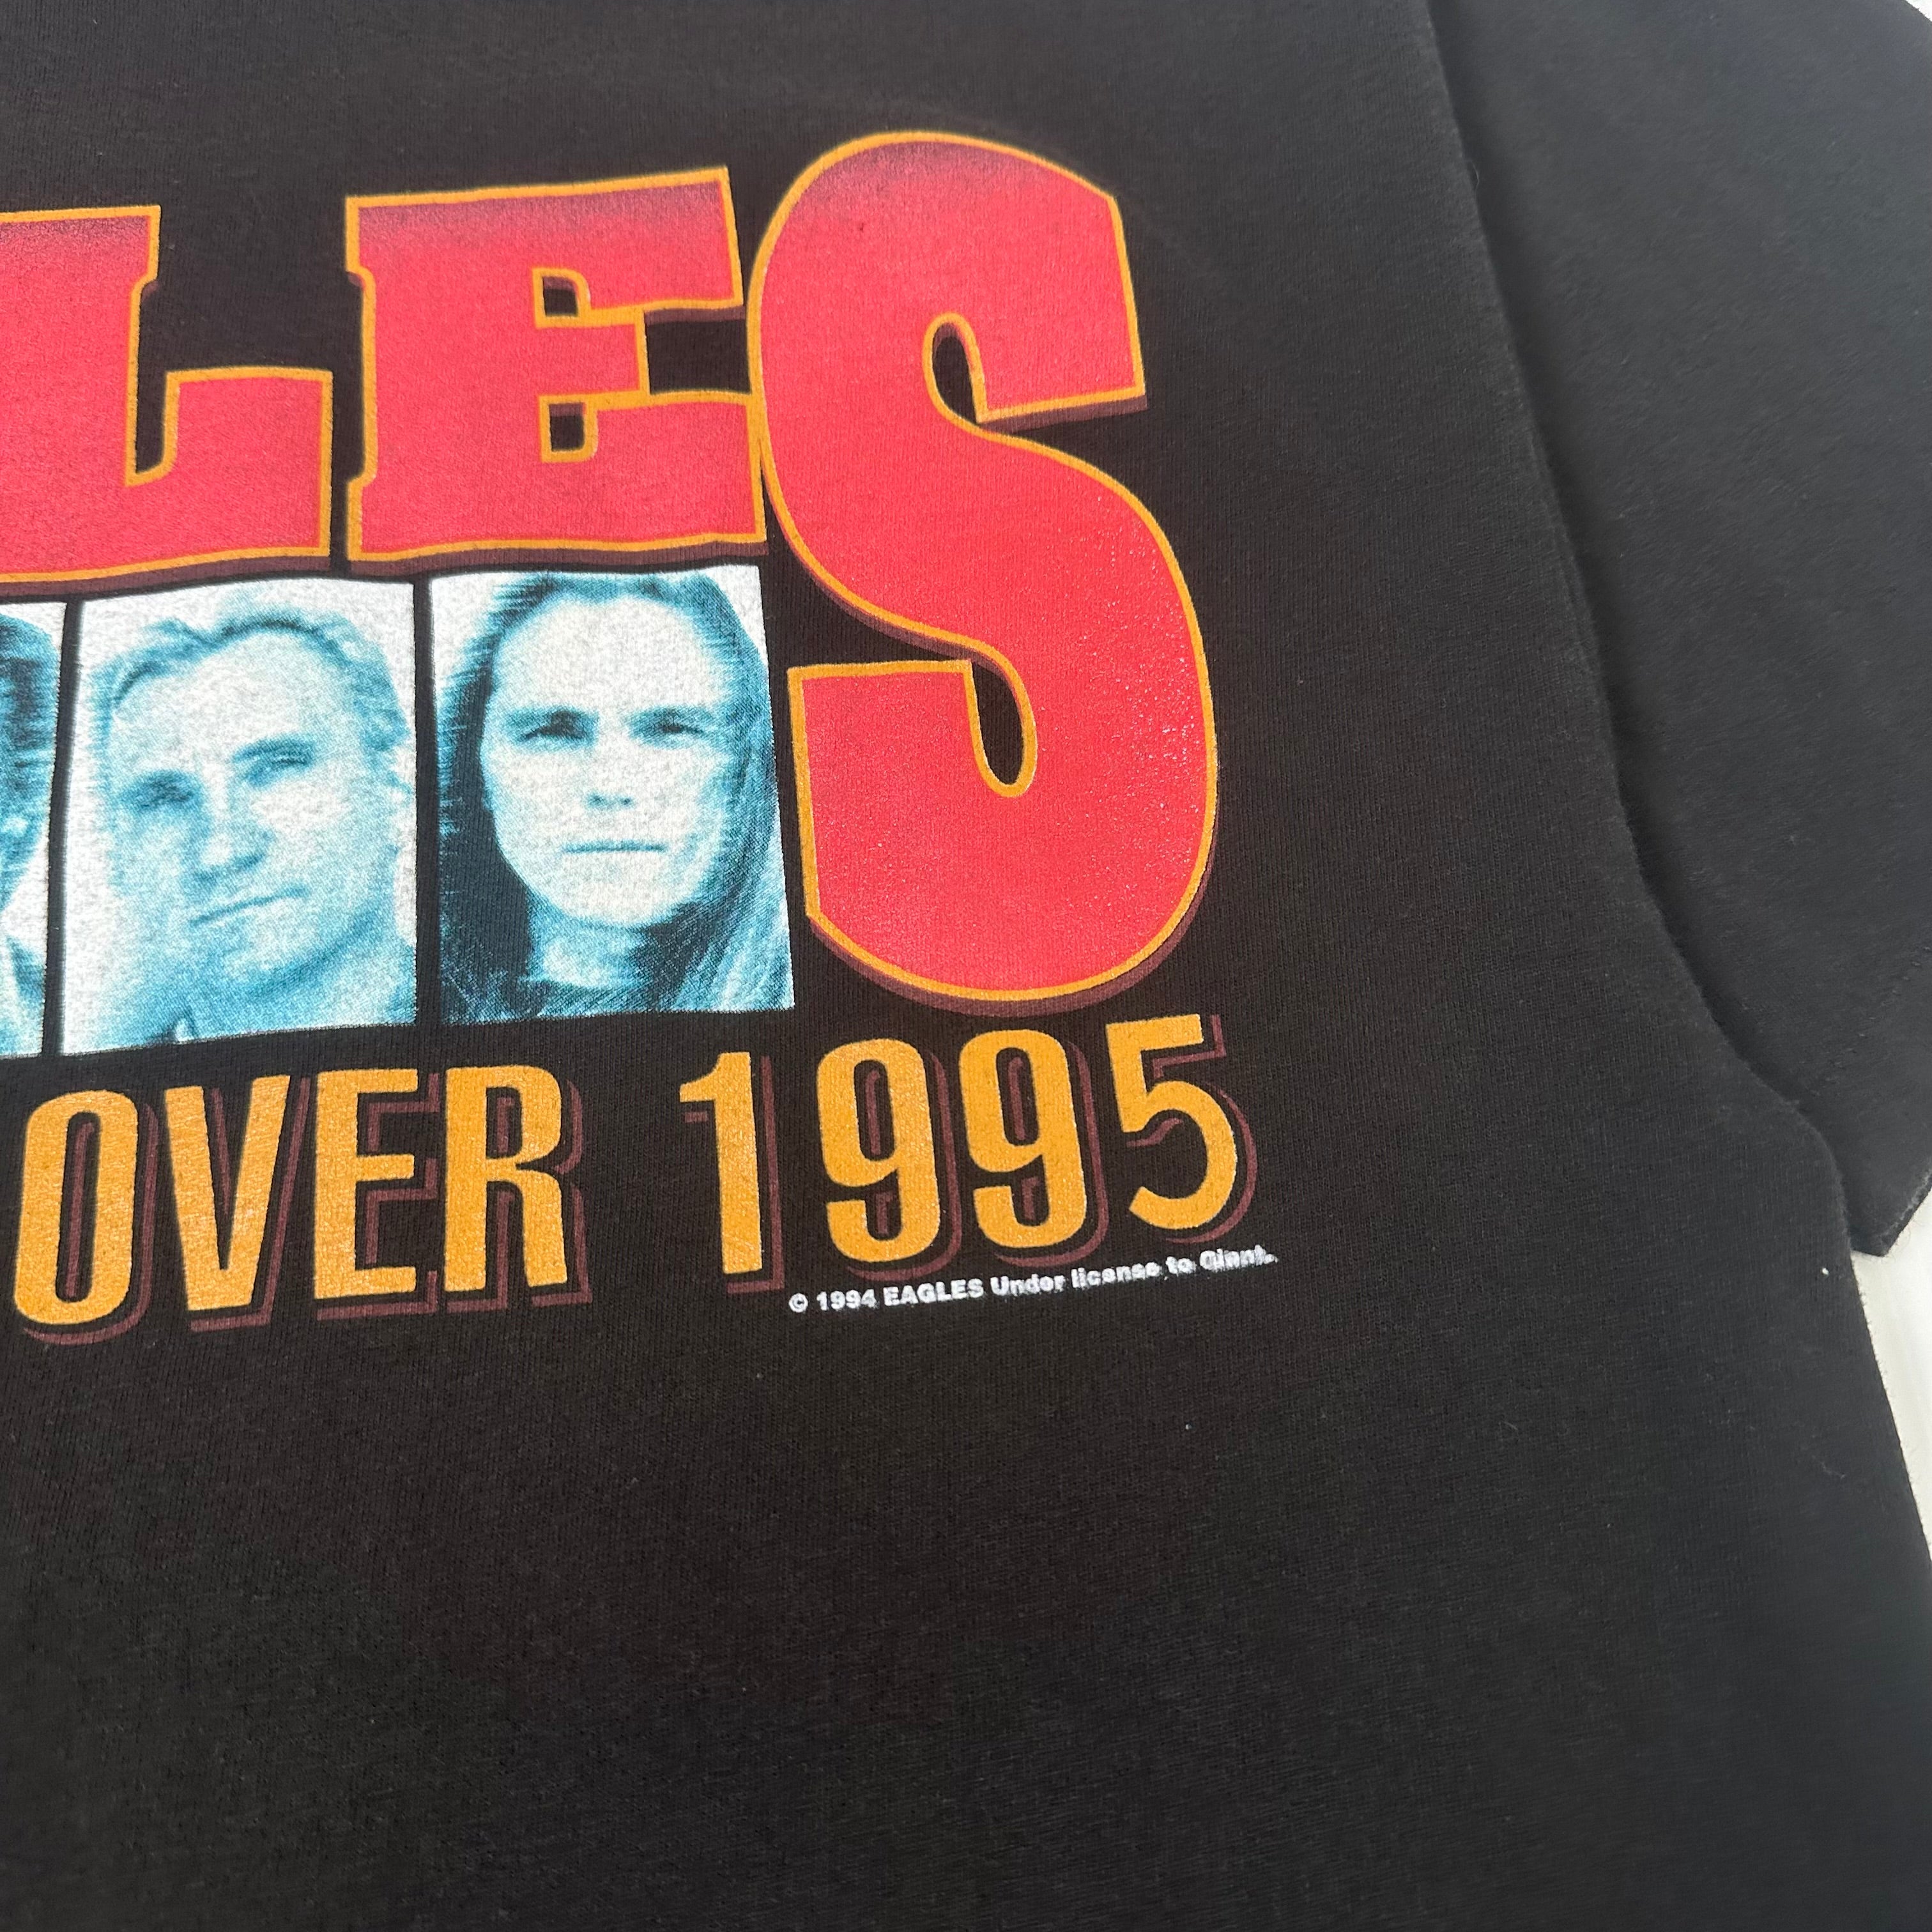 LES
OVER 1995
© 1994 EAGLES Under license to Giant.